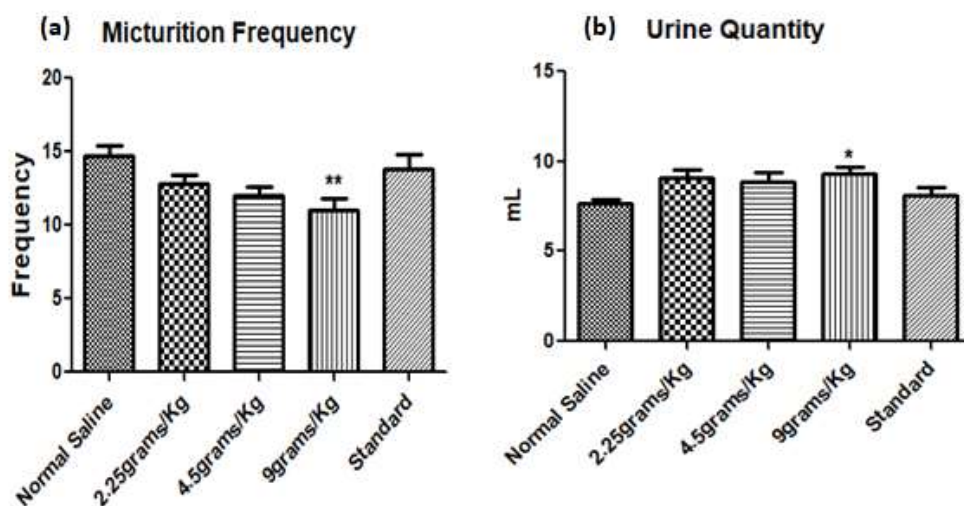 (a) Micturition Frequency
Frequency
20
15
10
5
0
**
Normal Saline
2.25grams/Kg
4.5grams/Kg
9grams/Kg
Standard
(b) Urine Quantity
mL
15
10
5
0
*
Normal Saline
2.25grams/Kg
4.5grams/Kg
9grams/Kg
Standard